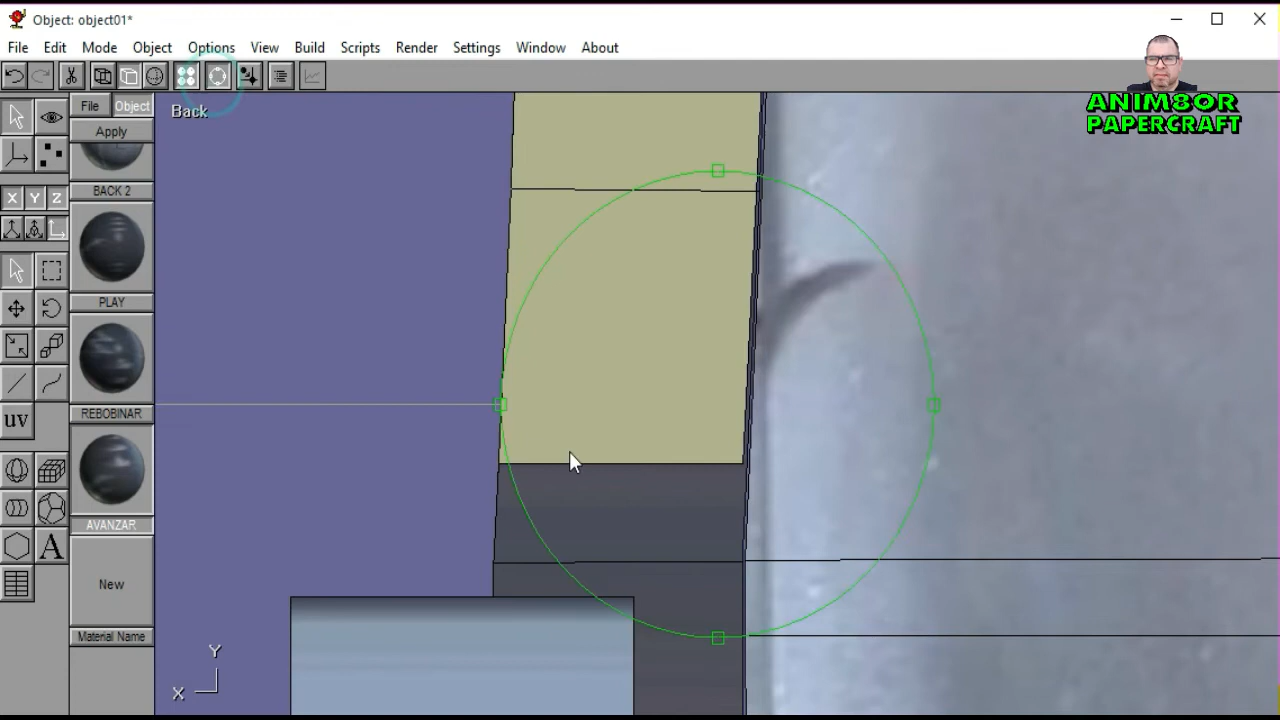 Object: object01*
File Edit Mode Object Options View Build Scripts Render Settings Window About
ANIM8OR
PAPERCRAFT
File Object
Back
Apply
BACK 2
X Y Z
PLAY
REBOBINAR
uv
AVANZAR
A
New
Material Name
Y
X